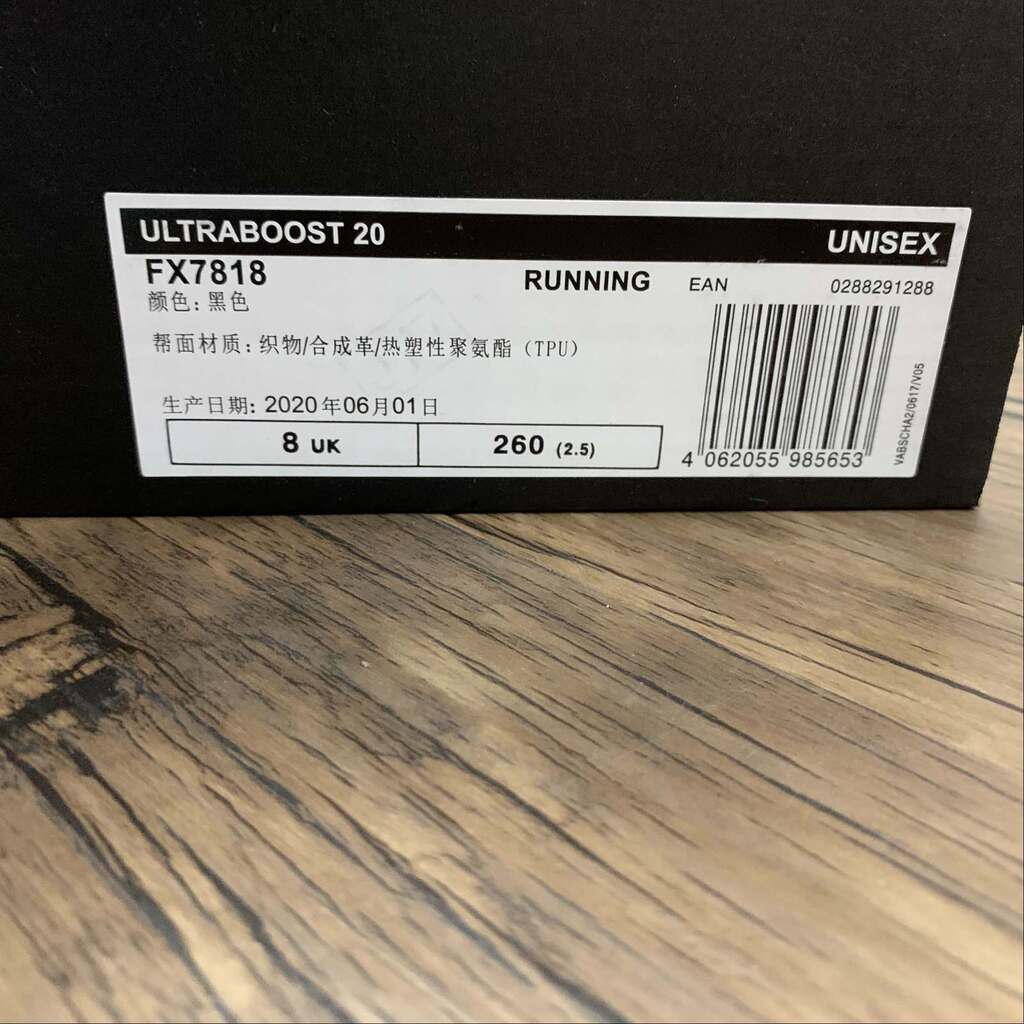 ULTRABOOST 20
UNISEX
FX7818
RUNNING
EAN
0288291288
颜色: 黑色
帮面材质: 织物/合成革/热塑性聚氨酯 (TPU)
生产日期: 2020年06月01日
8 UK
260 (2.5)
4 062055 985653
VABSCHA2/0617/V05